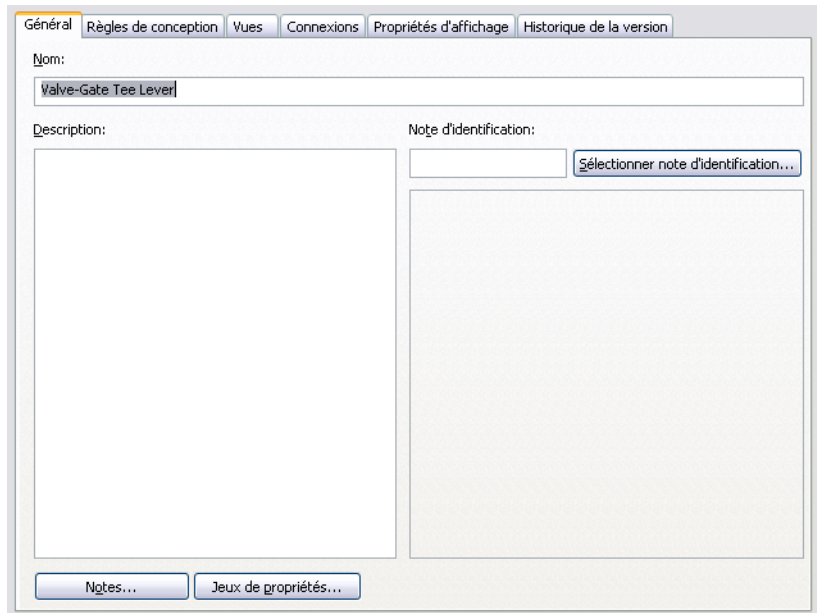 Général Règles de conception Vues Connexions Propriétés d'affichage Historique de la version
Nom:
Valve-Gate Tee Lever
Description: Note d'identification:
Sélectionner note d'identification...
Notes... Jeux de propriétés...